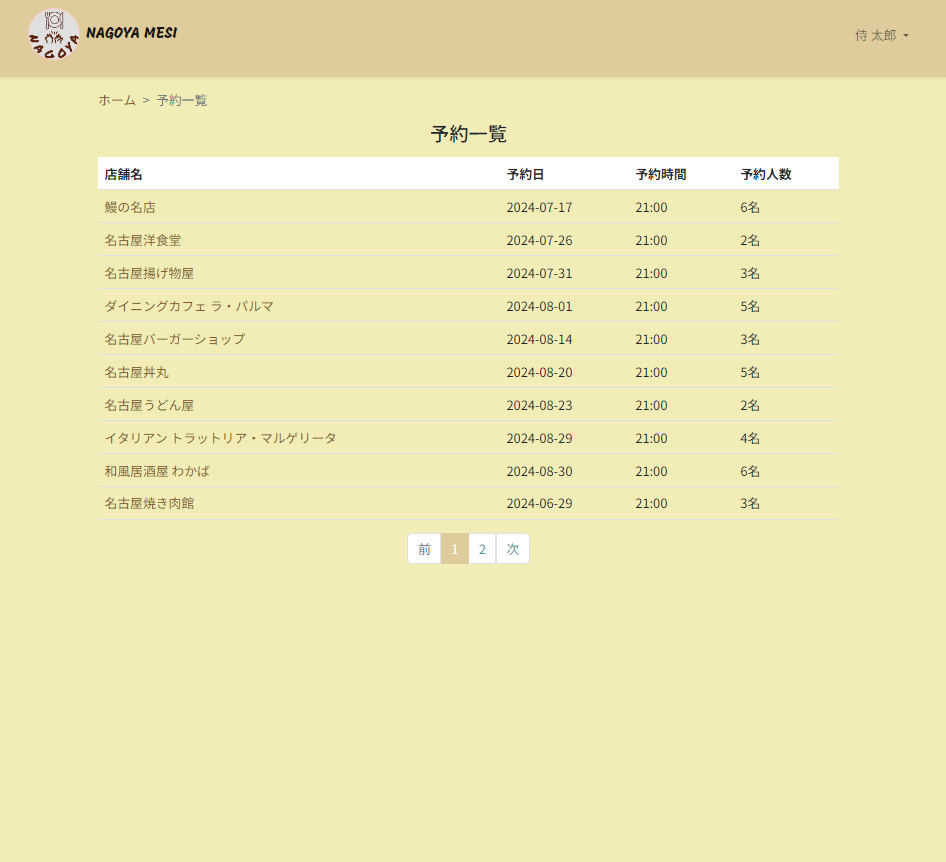 NAGOYA
NAGOYA MESI
侍 太郎
ホーム > 予約一覧
予約一覧
店舗名 予約日 予約時間 予約人数
鰻の名店 2024-07-17 21:00 6名
名古屋洋食堂 2024-07-26 21:00 2名
名古屋揚げ物屋 2024-07-31 21:00 3名
ダイニングカフェ ラ・パルマ 2024-08-01 21:00 5名
名古屋バーガーショップ 2024-08-14 21:00 3名
名古屋丼丸 2024-08-20 21:00 5名
名古屋うどん屋 2024-08-23 21:00 2名
イタリアン トラットリア・マルゲリータ 2024-08-29 21:00 4名
和風居酒屋 わかば 2024-08-30 21:00 6名
名古屋焼き肉館 2024-06-29 21:00 3名
前 1 2 次